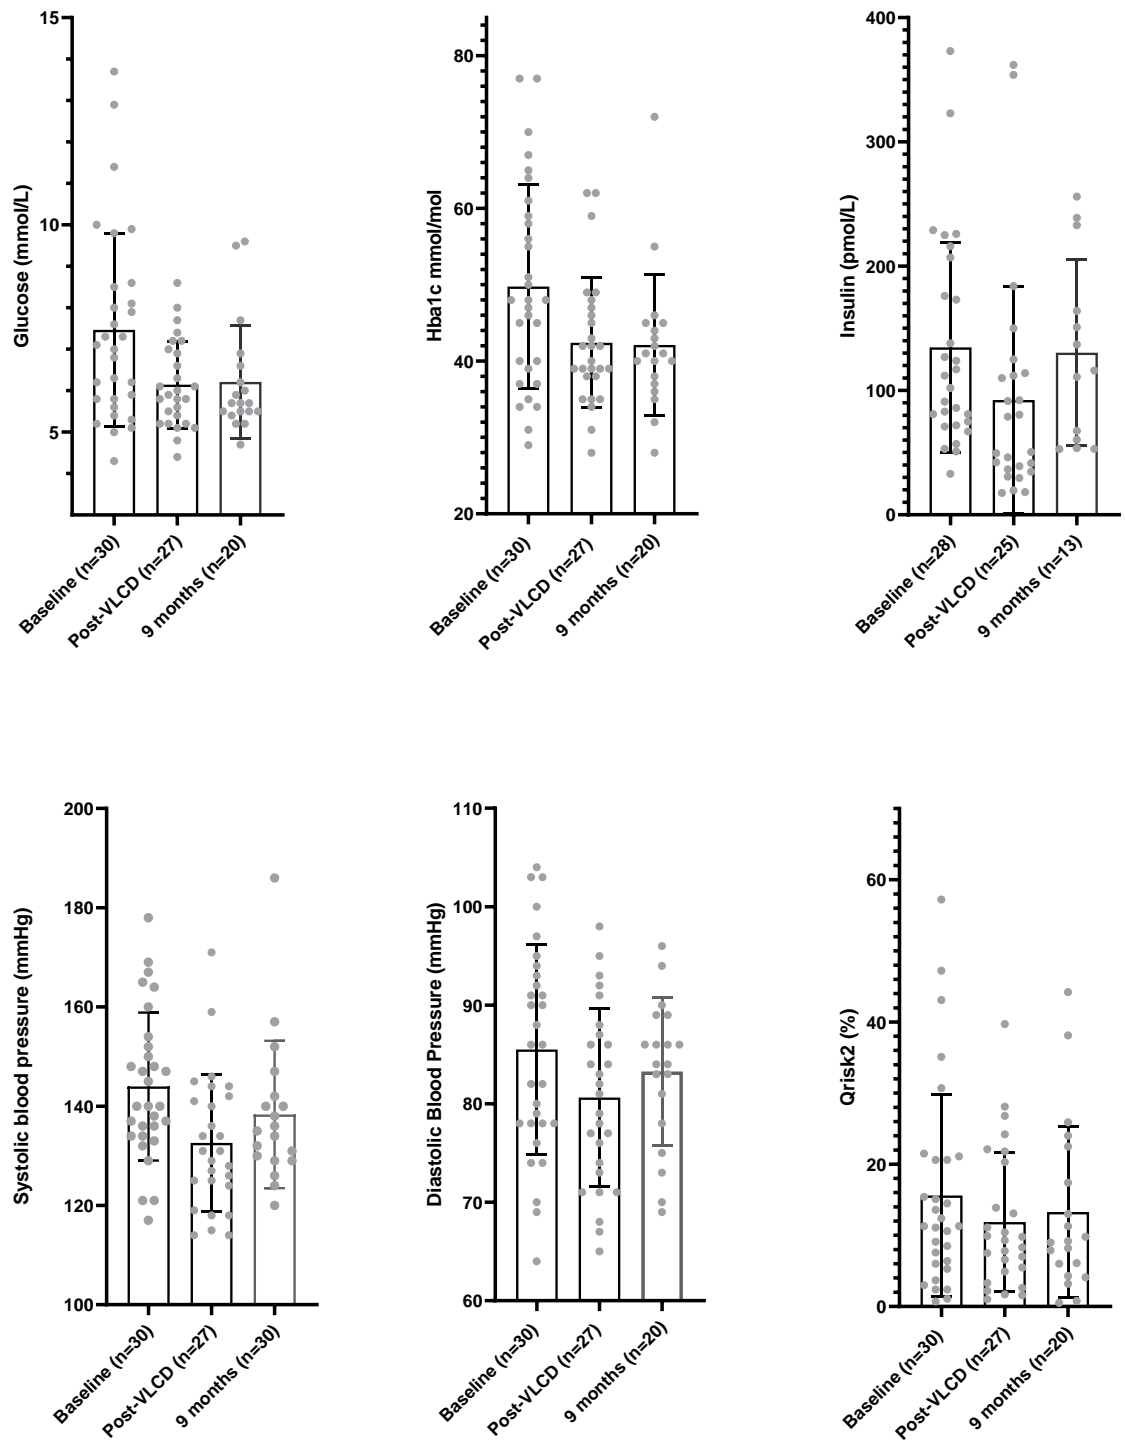 Glucose (mmol/L)
15
10
5
Baseline (n=30)
Post-VLCD (n=27)
9 months (n=20)
Hba1c mmol/mol
80
60
40
20
Baseline (n=30)
Post-VLCD (n=27)
9 months (n=20)
Insulin (pmol/L)
400
300
200
100
0
Baseline (n=28)
Post-VLCD (n=25)
9 months (n=13)
Systolic blood pressure (mmHg)
200
180
160
140
120
100
Baseline (n=30)
Post-VLCD (n=27)
9 months (n=30)
Diastolic Blood Pressure (mmHg)
110
100
90
80
70
60
Baseline (n=30)
Post-VLCD (n=27)
9 months (n=20)
Qrisk2 (%)
60
40
20
0
Baseline (n=30)
Post-VLCD (n=27)
9 months (n=20)